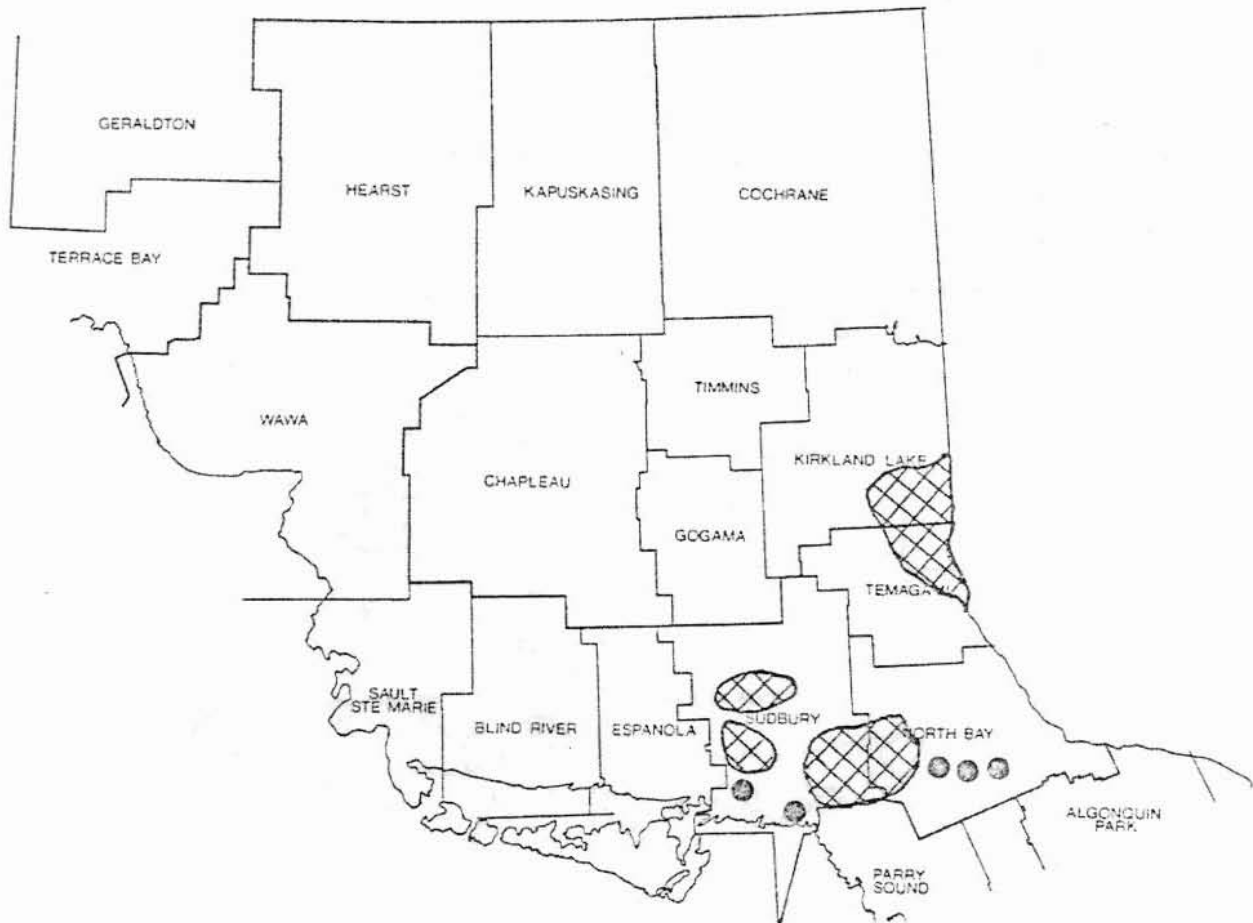 GERALDTON
HEARST
KAPUSKASING
COCHRANE
TERRACE BAY
TIMMINS
WAWA
KIRKLAND LAKE
CHAPLEAU
GOGAMA
SAULT
STE MARIE
BLIND RIVER
ESPANOLA
SUDBURY
NORTH BAY
ALGONQUIN
PARK
PARRY
SOUND